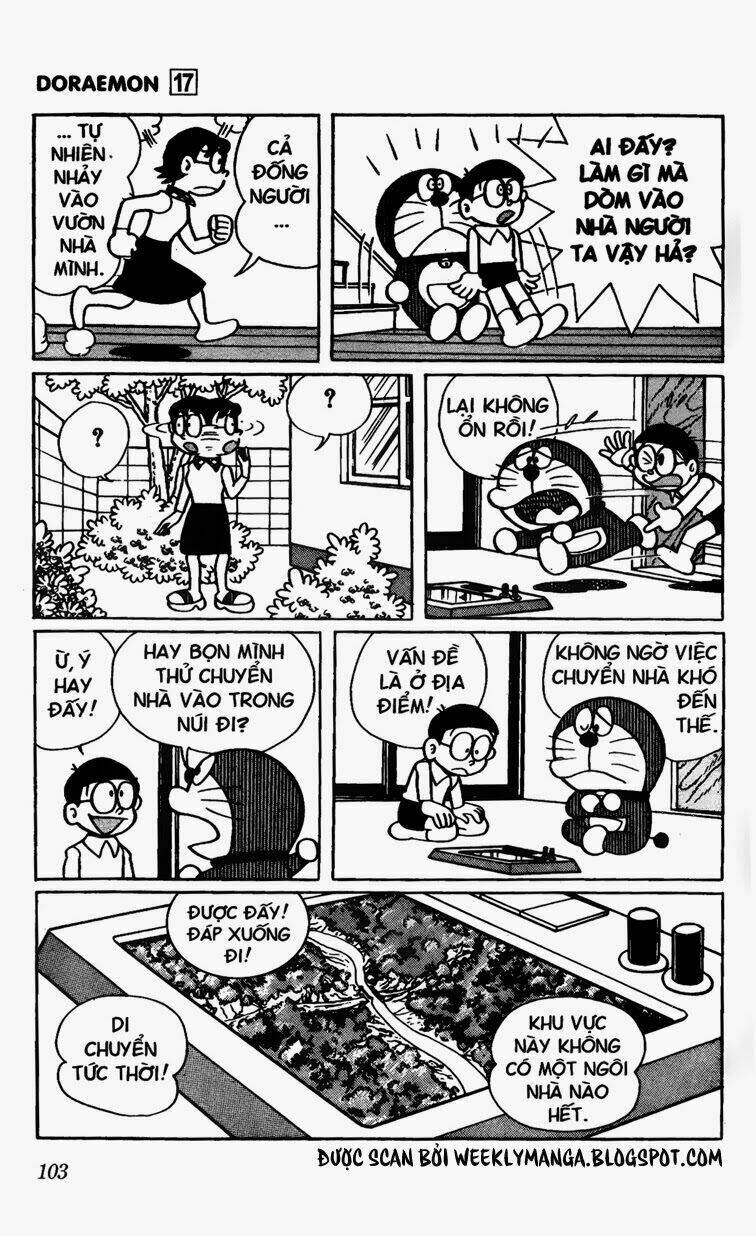 DORAEMON 17
AI ĐẤY?
LÀM GÌ MÀ
DÒM VÀO
NHÀ NGƯỜI
TA VẬY HẢ?
CẢ
ĐỐNG
NGƯỜI
...
... TỰ
NHIÊN
NHẢY
VÀO
VƯỜN
NHÀ
MÌNH.
LẠI KHÔNG
ỔN RỒI!
?
?
KHÔNG NGỜ VIỆC
CHUYỂN NHÀ KHÓ
ĐẾN
THẾ.
VẤN ĐỀ
LÀ Ở ĐỊA
ĐIỂM!
HAY BỌN MÌNH
THỬ CHUYỂN
NHÀ VÀO TRONG
NÚI ĐI?
Ừ, Ý
HAY
ĐẤY!
KHU VỰC
NÀY KHÔNG
CÓ MỘT NGÔI
NHÀ NÀO
HẾT.
ĐƯỢC ĐẤY!
ĐÁP XUỐNG
ĐI!
DI
CHUYỂN
TỨC THỜI!
103
ĐƯỢC SCAN BỞI WEEKLYMANGA.BLOGSPOT.COM